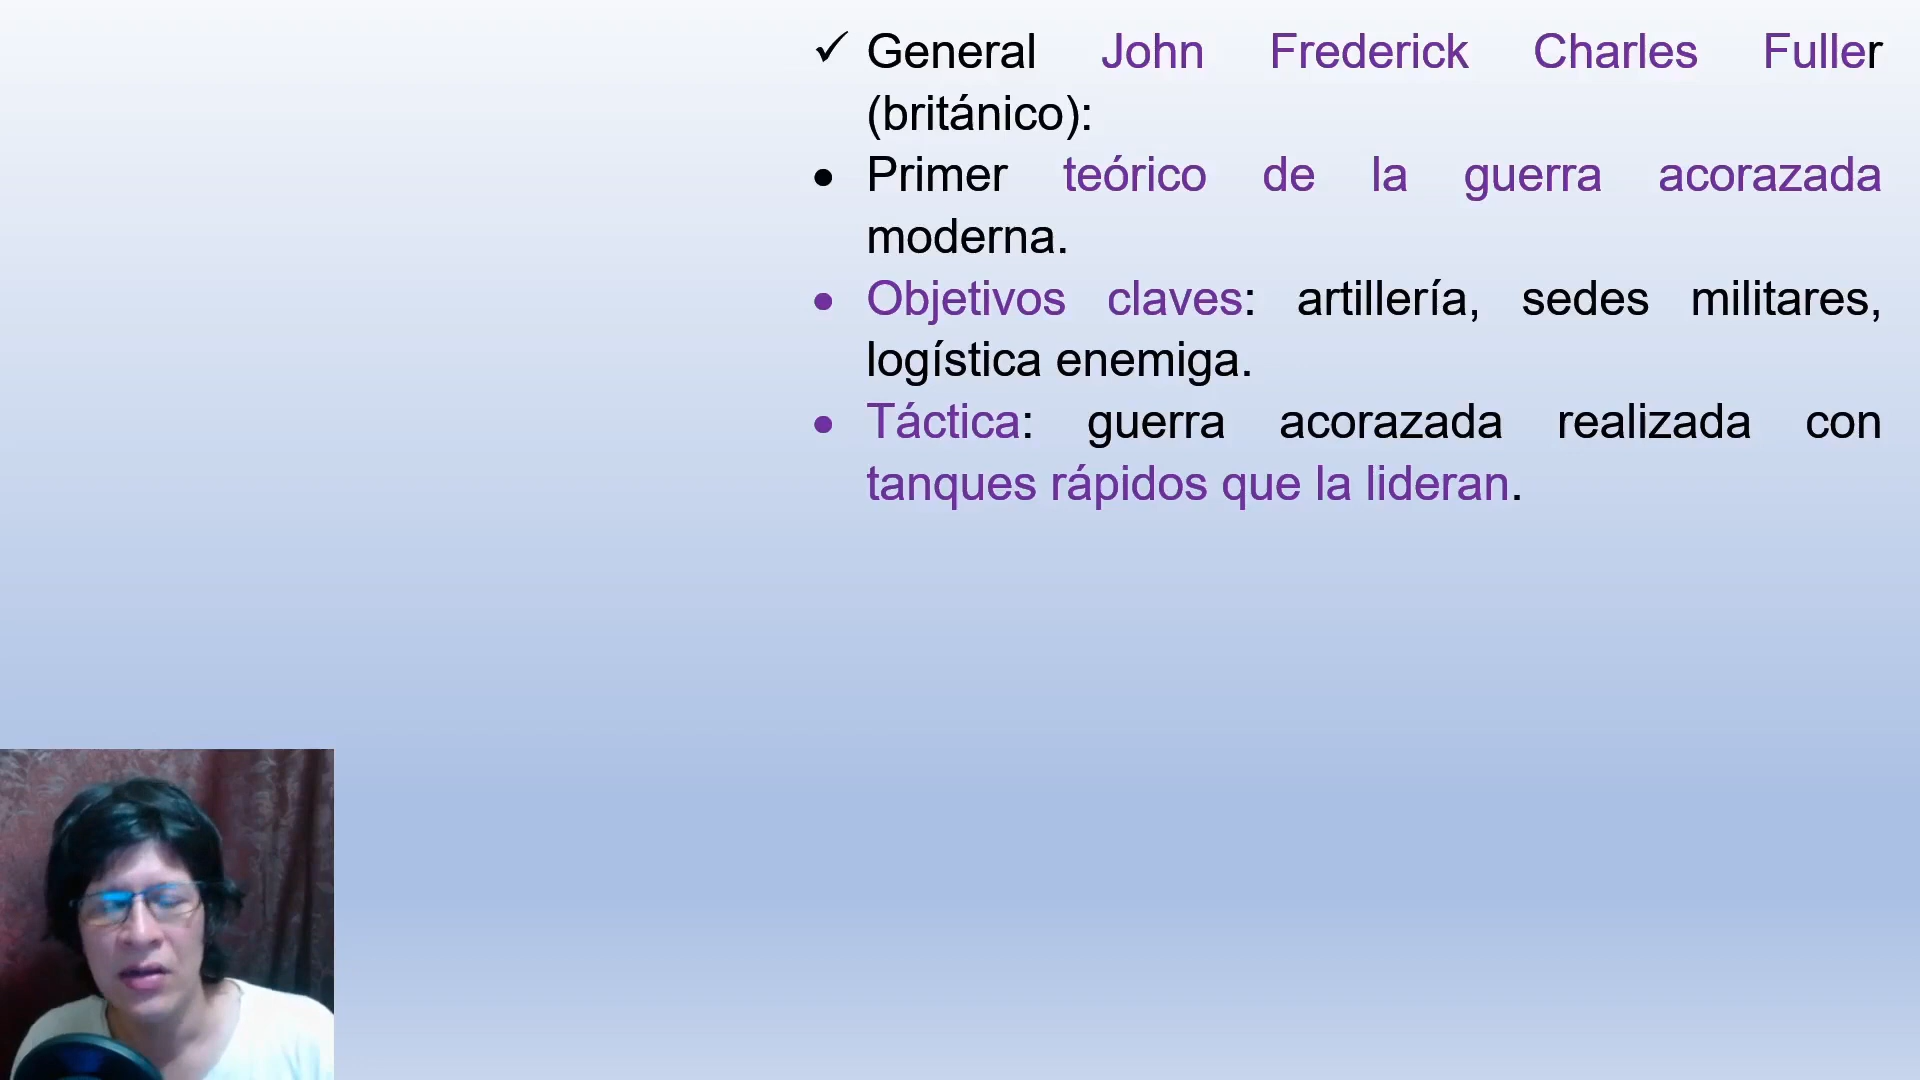 ✓ General John Frederick Charles Fuller
(británico):
• Primer teórico de la guerra acorazada
moderna.
• Objetivos claves: artillería, sedes militares,
logística enemiga.
• Táctica: guerra acorazada realizada con
tanques rápidos que la lideran.